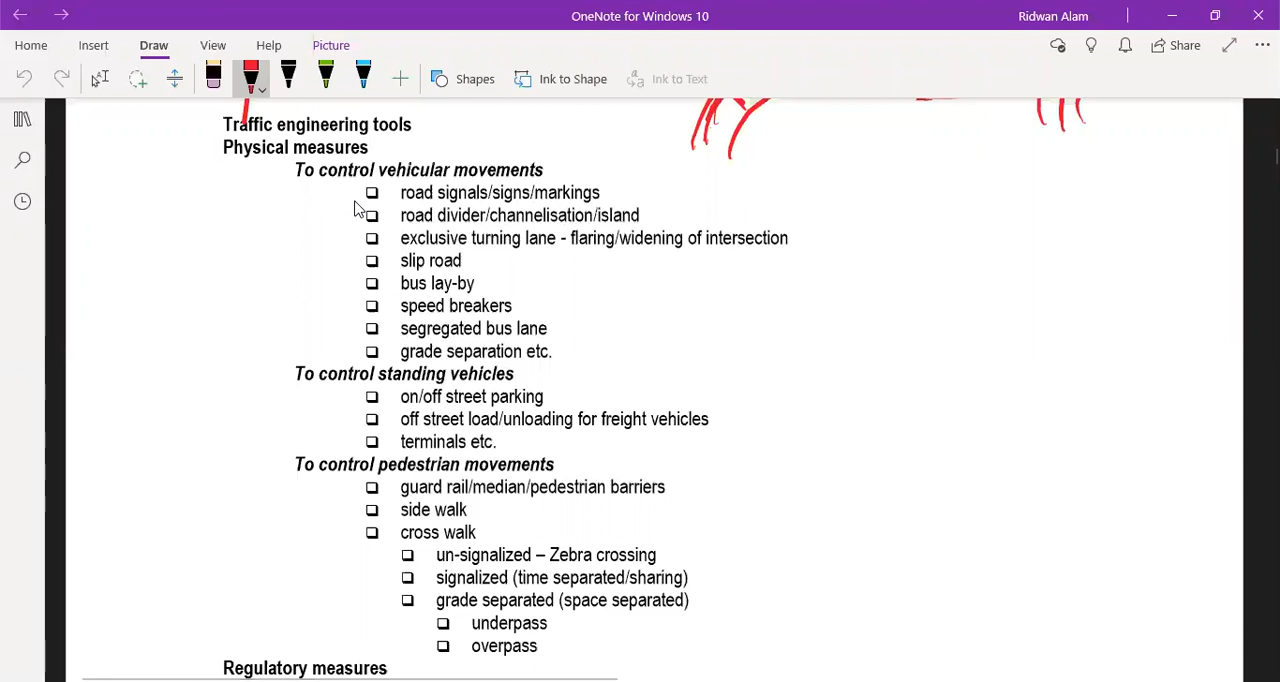 OneNote for Windows 10
Ridwan Alam
Home Insert Draw View Help Picture
Share
Shapes Ink to Shape Ink to Text
Traffic engineering tools
Physical measures
To control vehicular movements
road signals/signs/markings
road divider/channelisation/island
exclusive turning lane - flaring/widening of intersection
slip road
bus lay-by
speed breakers
segregated bus lane
grade separation etc.
To control standing vehicles
on/off street parking
off street load/unloading for freight vehicles
terminals etc.
To control pedestrian movements
guard rail/median/pedestrian barriers
side walk
cross walk
un-signalized – Zebra crossing
signalized (time separated/sharing)
grade separated (space separated)
underpass
overpass
Regulatory measures